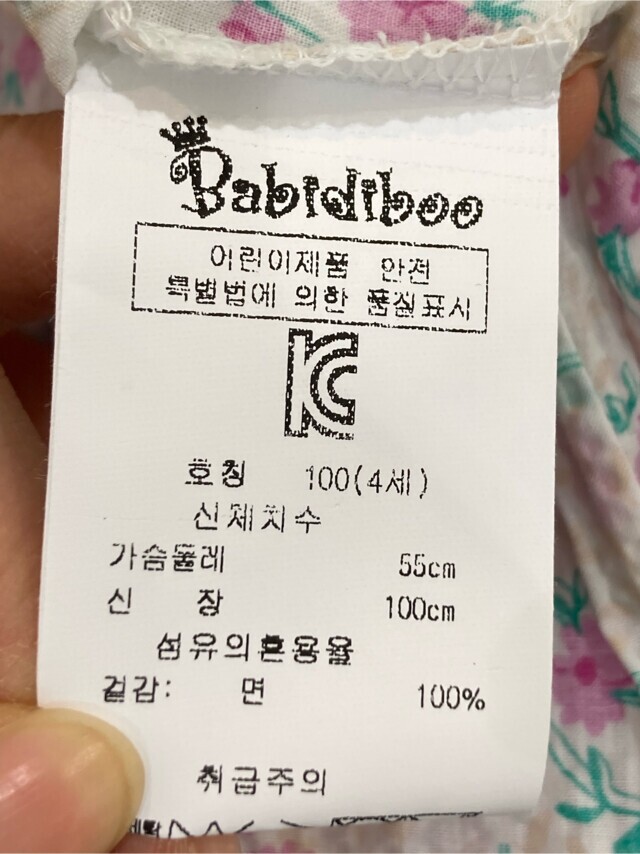 Babidiboo
어린이제품 안전
특별법에 의한 품질표시
KC
호칭 100(4세)
신체치수
가슴둘레 55cm
신 장 100cm
섬유의혼용율
겉감: 면 100%
취급주의